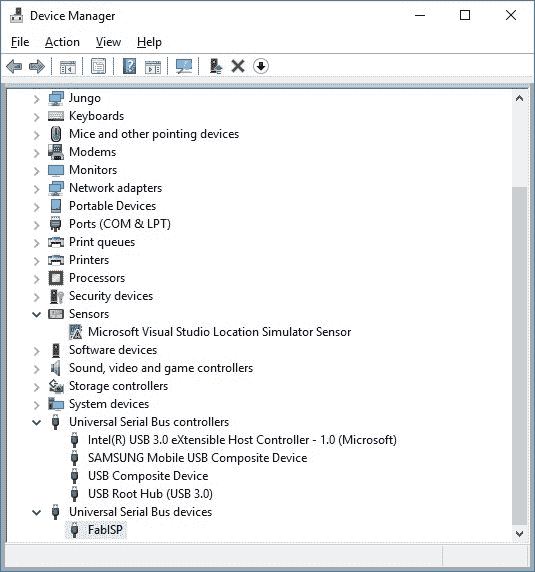 Device Manager
File Action View Help
Jungo
Keyboards
Mice and other pointing devices
Modems
Monitors
Network adapters
Portable Devices
Ports (COM & LPT)
Print queues
Printers
Processors
Security devices
Sensors
Microsoft Visual Studio Location Simulator Sensor
Software devices
Sound, video and game controllers
Storage controllers
System devices
Universal Serial Bus controllers
Intel(R) USB 3.0 eXtensible Host Controller - 1.0 (Microsoft)
SAMSUNG Mobile USB Composite Device
USB Composite Device
USB Root Hub (USB 3.0)
Universal Serial Bus devices
FabISP